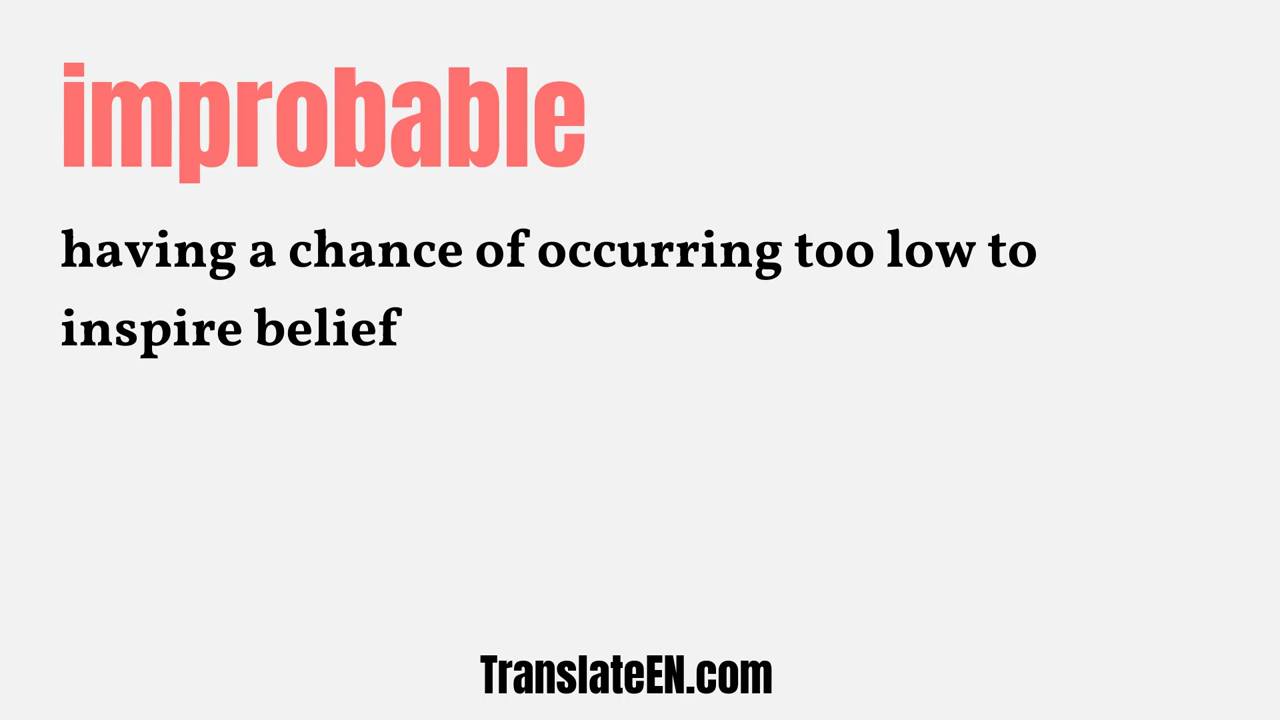 improbable
having a chance of occurring too low to
inspire belief
TranslateEN.com